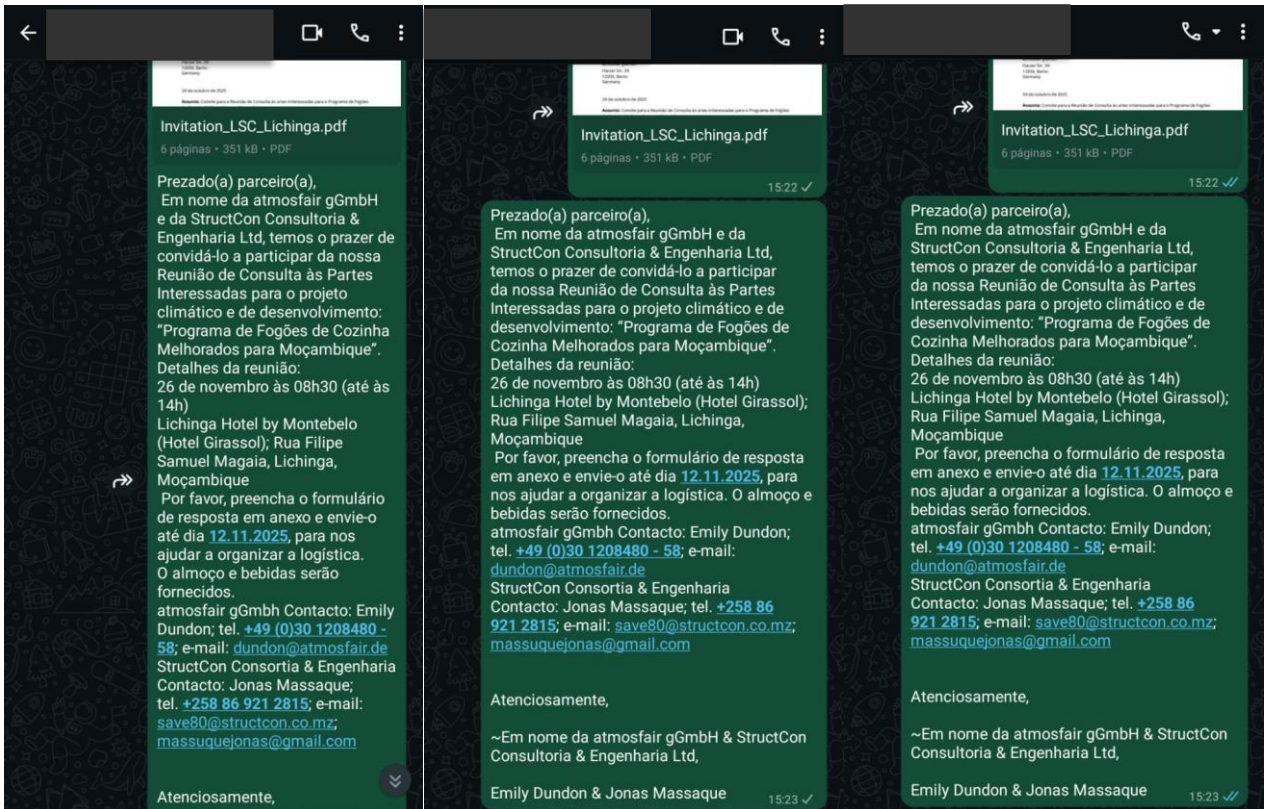 Invitation_LSC_Lichinga.pdf
6 páginas • 351 kB • PDF
Prezado(a) parceiro(a),
Em nome da atmosfair gGmbH
e da StructCon Consultoria &
Engenharia Ltd, temos o prazer de
convidá-lo a participar da nossa
Reunião de Consulta às Partes
Interessadas para o projeto
climático e de desenvolvimento:
“Programa de Fogões de Cozinha
Melhorados para Moçambique”.
Detalhes da reunião:
26 de novembro às 08h30 (até às
14h)
Lichinga Hotel by Montebelo
(Hotel Girassol); Rua Filipe
Samuel Magaia, Lichinga,
Moçambique
Por favor, preencha o formulário
de resposta em anexo e envie-o
até dia 12.11.2025, para nos
ajudar a organizar a logística.
O almoço e bebidas serão
fornecidos.
atmosfair gGmbh Contacto: Emily
Dundon; tel. +49 (0)30 1208480 -
58; e-mail: dundon@atmosfair.de
StructCon Consortia & Engenharia
Contacto: Jonas Massaque;
tel. +258 86 921 2815; e-mail:
save80@structcon.co.mz;
massuquejonas@gmail.com
Atenciosamente,
Germany
24 de outubro de 2025
Invitation_LSC_Lichinga.pdf
6 páginas • 351 kB • PDF
15:22
Prezado(a) parceiro(a),
Em nome da atmosfair gGmbH e da
StructCon Consultoria & Engenharia Ltd,
temos o prazer de convidá-lo a participar
da nossa Reunião de Consulta às Partes
Interessadas para o projeto climático e de
desenvolvimento: “Programa de Fogões de
Cozinha Melhorados para Moçambique”.
Detalhes da reunião:
26 de novembro às 08h30 (até às 14h)
Lichinga Hotel by Montebelo (Hotel Girassol);
Rua Filipe Samuel Magaia, Lichinga,
Moçambique
Por favor, preencha o formulário de resposta
em anexo e envie-o até dia 12.11.2025, para
nos ajudar a organizar a logística. O almoço e
bebidas serão fornecidos.
atmosfair gGmbh Contacto: Emily Dundon;
tel. +49 (0)30 1208480 - 58; e-mail:
dundon@atmosfair.de
StructCon Consortia & Engenharia
Contacto: Jonas Massaque; tel. +258 86
921 2815; e-mail: save80@structcon.co.mz;
massuquejonas@gmail.com
Atenciosamente,
~Em nome da atmosfair gGmbH & StructCon
Consultoria & Engenharia Ltd,
Emily Dundon & Jonas Massaque
15:23
Invitation_LSC_Lichinga.pdf
6 páginas • 351 kB • PDF
15:22
Prezado(a) parceiro(a),
Em nome da atmosfair gGmbH e da
StructCon Consultoria & Engenharia Ltd,
temos o prazer de convidá-lo a participar
da nossa Reunião de Consulta às Partes
Interessadas para o projeto climático e de
desenvolvimento: “Programa de Fogões de
Cozinha Melhorados para Moçambique”.
Detalhes da reunião:
26 de novembro às 08h30 (até às 14h)
Lichinga Hotel by Montebelo (Hotel Girassol);
Rua Filipe Samuel Magaia, Lichinga,
Moçambique
Por favor, preencha o formulário de resposta
em anexo e envie-o até dia 12.11.2025, para
nos ajudar a organizar a logística. O almoço e
bebidas serão fornecidos.
atmosfair gGmbh Contacto: Emily Dundon;
tel. +49 (0)30 1208480 - 58; e-mail:
dundon@atmosfair.de
StructCon Consortia & Engenharia
Contacto: Jonas Massaque; tel. +258 86
921 2815; e-mail: save80@structcon.co.mz;
massuquejonas@gmail.com
Atenciosamente,
~Em nome da atmosfair gGmbH & StructCon
Consultoria & Engenharia Ltd,
Emily Dundon & Jonas Massaque
15:23